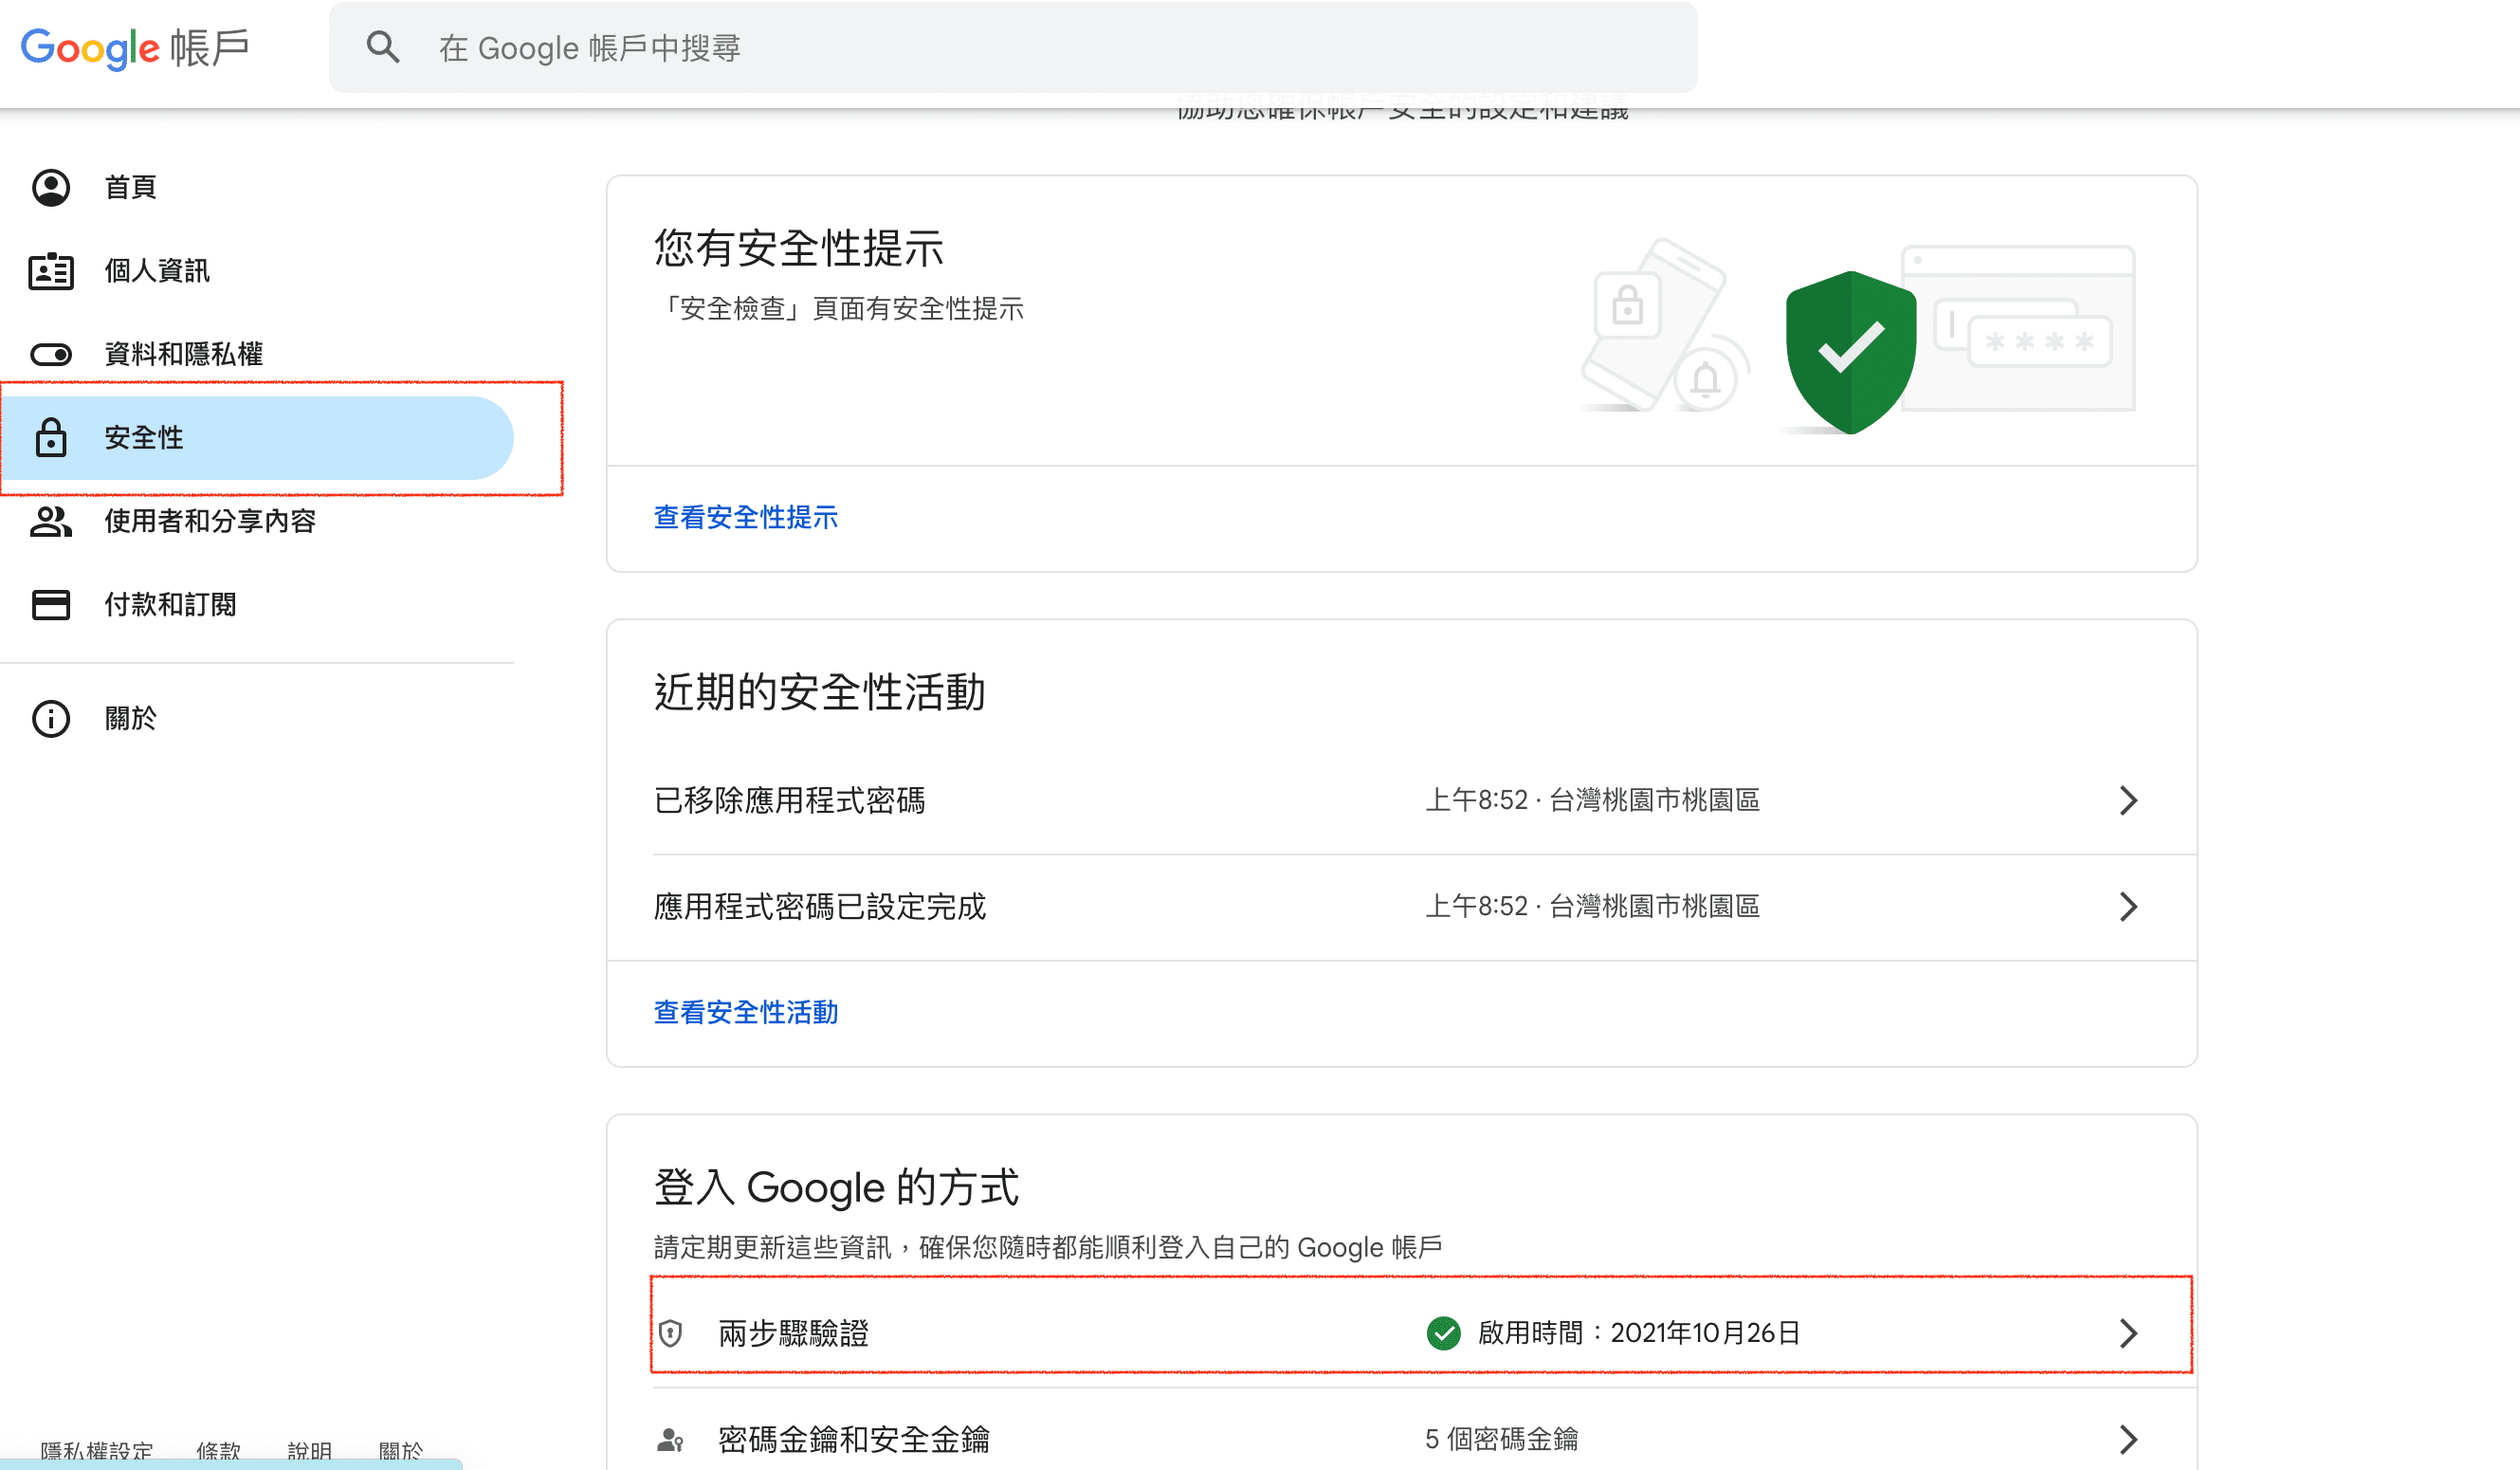 Google 帳戶
在 Google 帳戶中搜尋
協助您確保帳戶安全的設定和建議
首頁
個人資訊
資料和隱私權
安全性
使用者和分享內容
付款和訂閱
關於
您有安全性提示
「安全檢查」頁面有安全性提示
****
查看安全性提示
近期的安全性活動
已移除應用程式密碼 上午8:52 · 台灣桃園市桃園區
應用程式密碼已設定完成 上午8:52 · 台灣桃園市桃園區
查看安全性活動
登入 Google 的方式
請定期更新這些資訊，確保您隨時都能順利登入自己的 Google 帳戶
兩步驟驗證 啟用時間：2021年10月26日
密碼金鑰和安全金鑰 5 個密碼金鑰
隱私權設定 條款 說明 關於